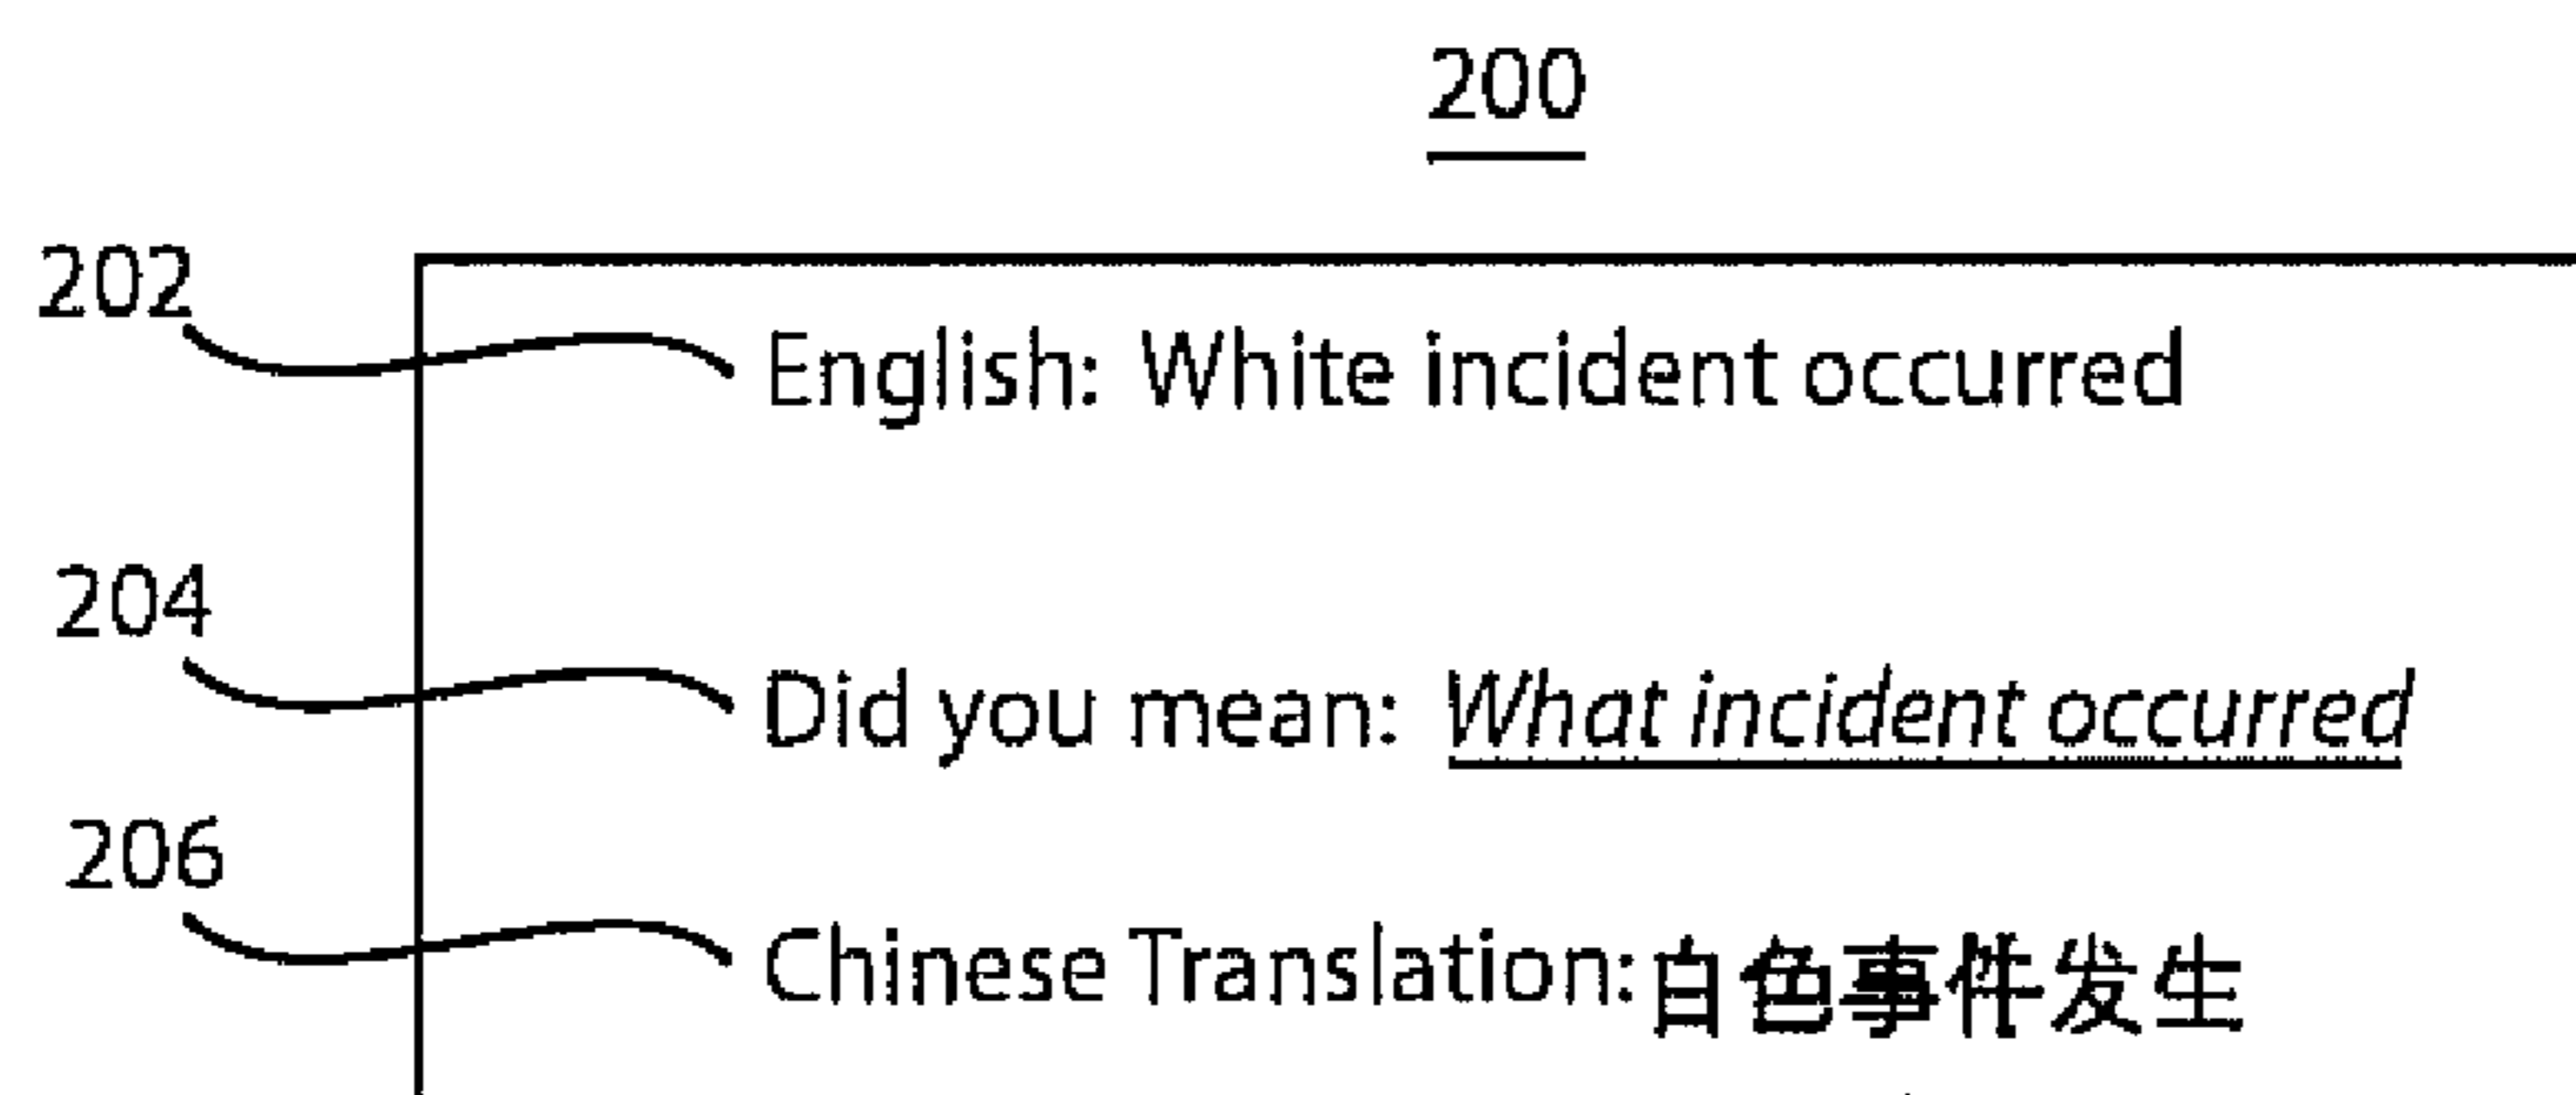 200
202
English: White incident occurred
204
Did you mean: What incident occurred
206
Chinese Translation:白色事件发生